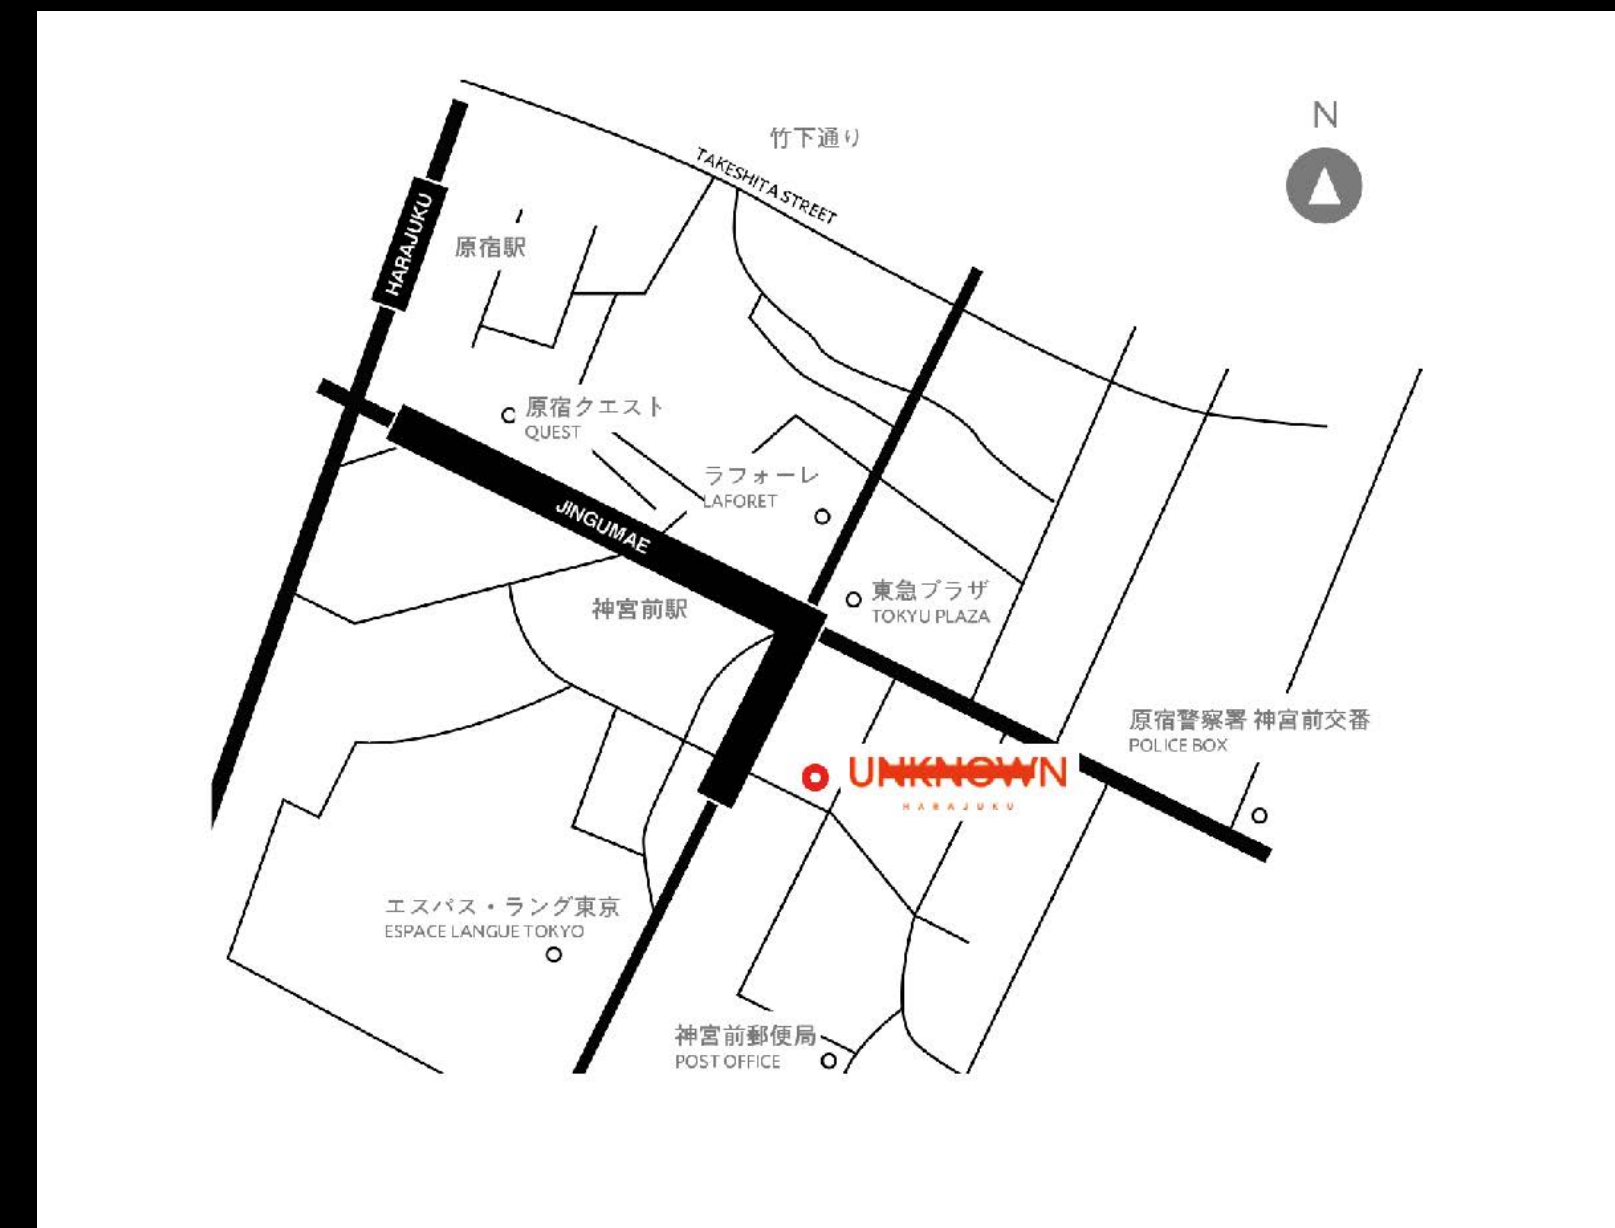 N
竹下通り
TAKESHITA STREET
HARAJUKU
原宿駅
原宿クエスト
QUEST
ラフォーレ
LAFORET
JINGUMAE
東急プラザ
TOKYU PLAZA
神宮前駅
原宿警察署 神宮前交番
POLICE BOX
UNKNOWN
HARAJUKU
エスパス・ラング東京
ESPACE LANGUE TOKYO
神宮前郵便局
POST OFFICE